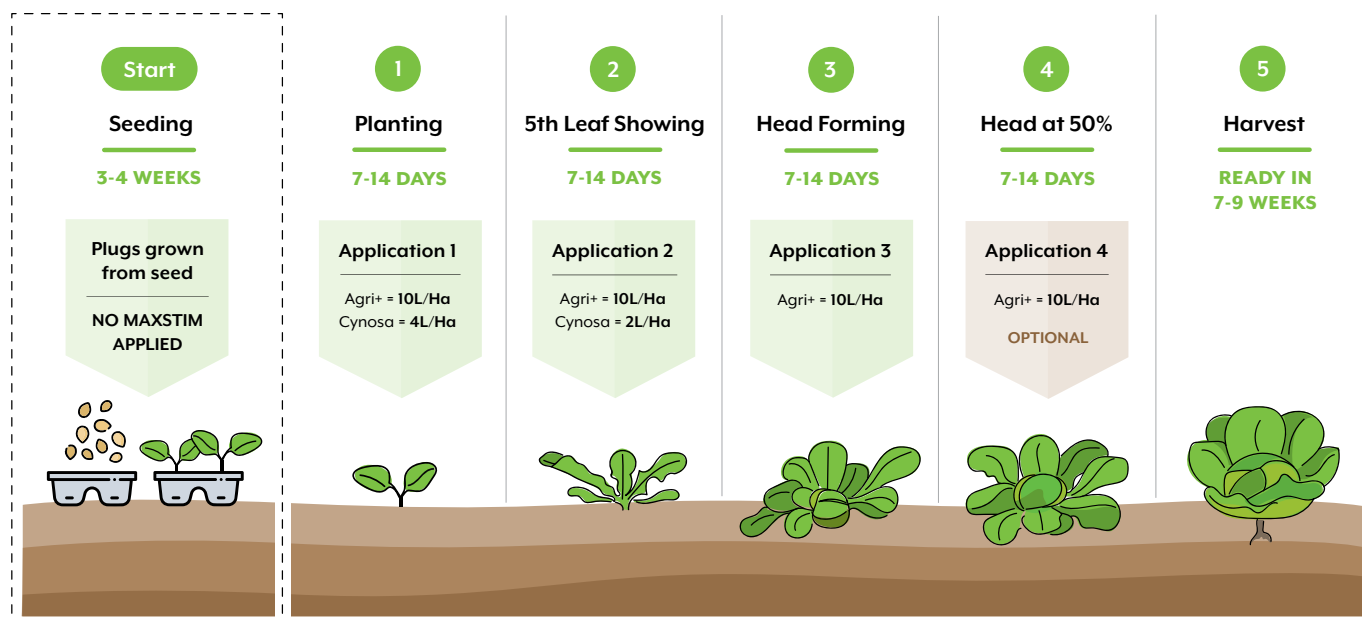 Start
Seeding
3-4 WEEKS
Plugs grown
from seed
NO MAXSTIM
APPLIED
1
Planting
7-14 DAYS
Application 1
Agri+ = 10L/Ha
Cynosa = 4L/Ha
2
5th Leaf Showing
7-14 DAYS
Application 2
Agri+ = 10L/Ha
Cynosa = 2L/Ha
3
Head Forming
7-14 DAYS
Application 3
Agri+ = 10L/Ha
4
Head at 50%
7-14 DAYS
Application 4
Agri+ = 10L/Ha
OPTIONAL
5
Harvest
READY IN
7-9 WEEKS